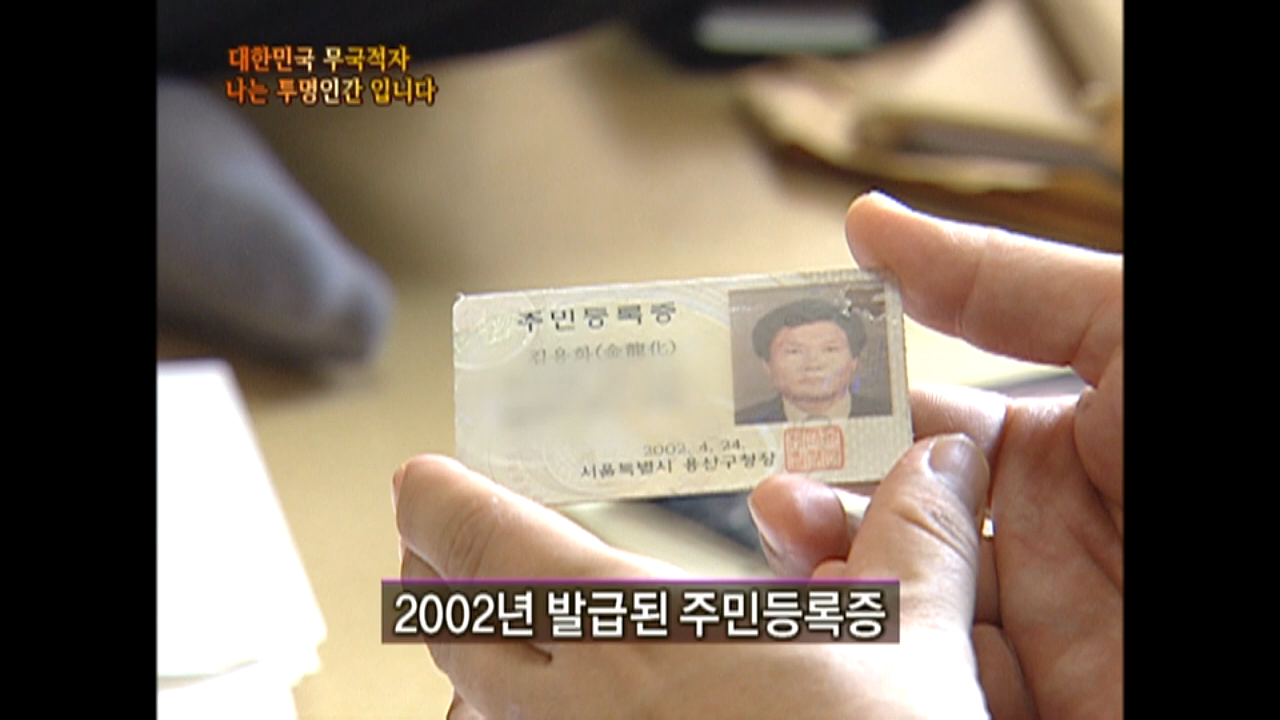 대한민국 무국적자
나는 투명인간 입니다
주민등록증
김용화(金龍化)
2002. 4. 24.
서울특별시 용산구청장
2002년 발급된 주민등록증